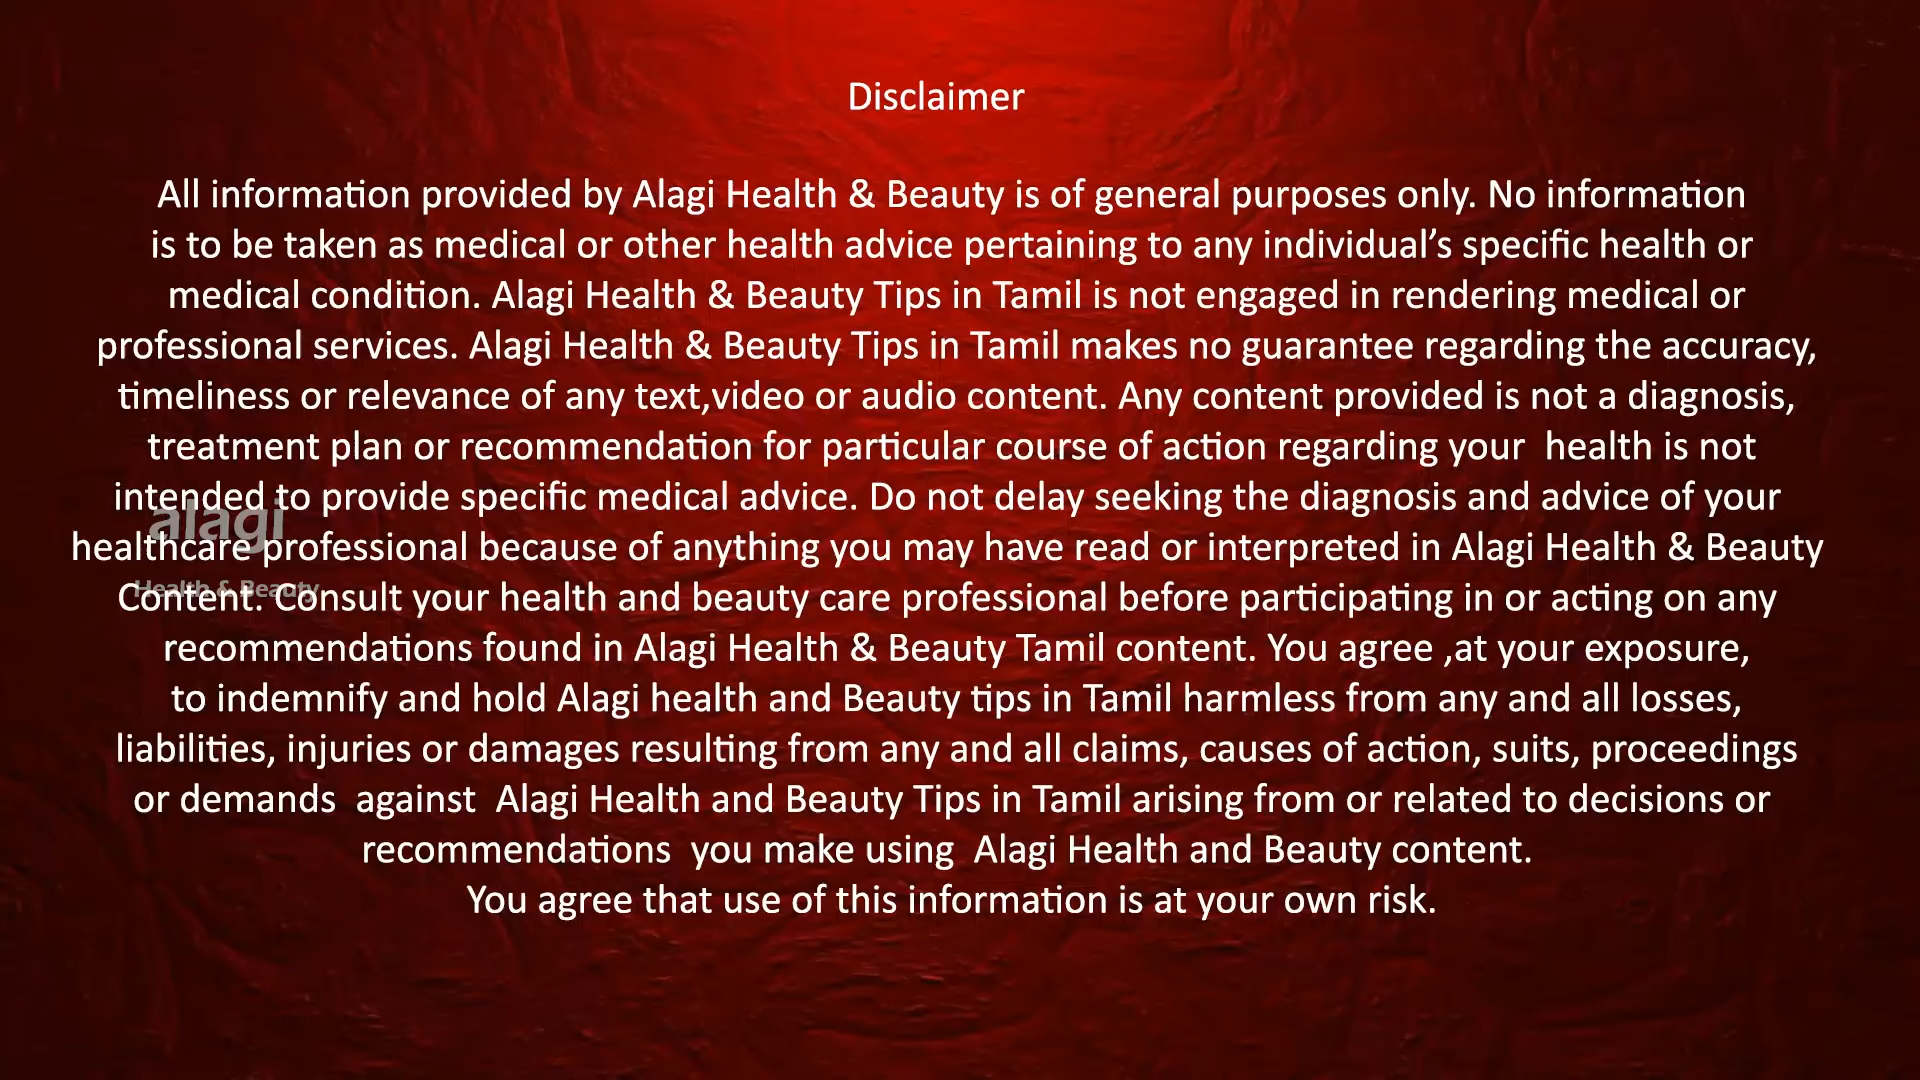 Disclaimer
All information provided by Alagi Health & Beauty is of general purposes only. No information
is to be taken as medical or other health advice pertaining to any individual’s specific health or
medical condition. Alagi Health & Beauty Tips in Tamil is not engaged in rendering medical or
professional services. Alagi Health & Beauty Tips in Tamil makes no guarantee regarding the accuracy,
timeliness or relevance of any text,video or audio content. Any content provided is not a diagnosis,
treatment plan or recommendation for particular course of action regarding your  health is not
intended to provide specific medical advice. Do not delay seeking the diagnosis and advice of your
alagi
healthcare professional because of anything you may have read or interpreted in Alagi Health & Beauty
Health & Beauty
Content. Consult your health and beauty care professional before participating in or acting on any
recommendations found in Alagi Health & Beauty Tamil content. You agree ,at your exposure,
to indemnify and hold Alagi health and Beauty tips in Tamil harmless from any and all losses,
liabilities, injuries or damages resulting from any and all claims, causes of action, suits, proceedings
or demands  against  Alagi Health and Beauty Tips in Tamil arising from or related to decisions or
recommendations  you make using  Alagi Health and Beauty content.
You agree that use of this information is at your own risk.